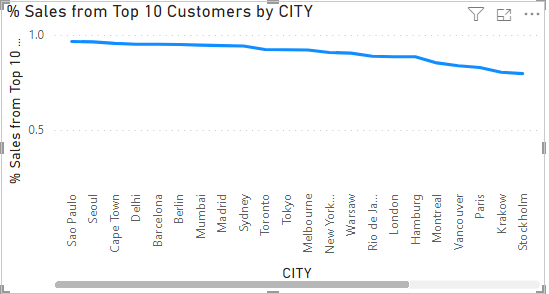 % Sales from Top 10 Customers by CITY
% Sales from Top 10 ...
1.0
0.5
Sao Paulo
Seoul
Cape Town
Delhi
Barcelona
Berlin
Mumbai
Madrid
Sydney
Toronto
Tokyo
Melbourne
New York...
Warsaw
Rio de Ja...
London
Hamburg
Montreal
Vancouver
Paris
Krakow
Stockholm
CITY